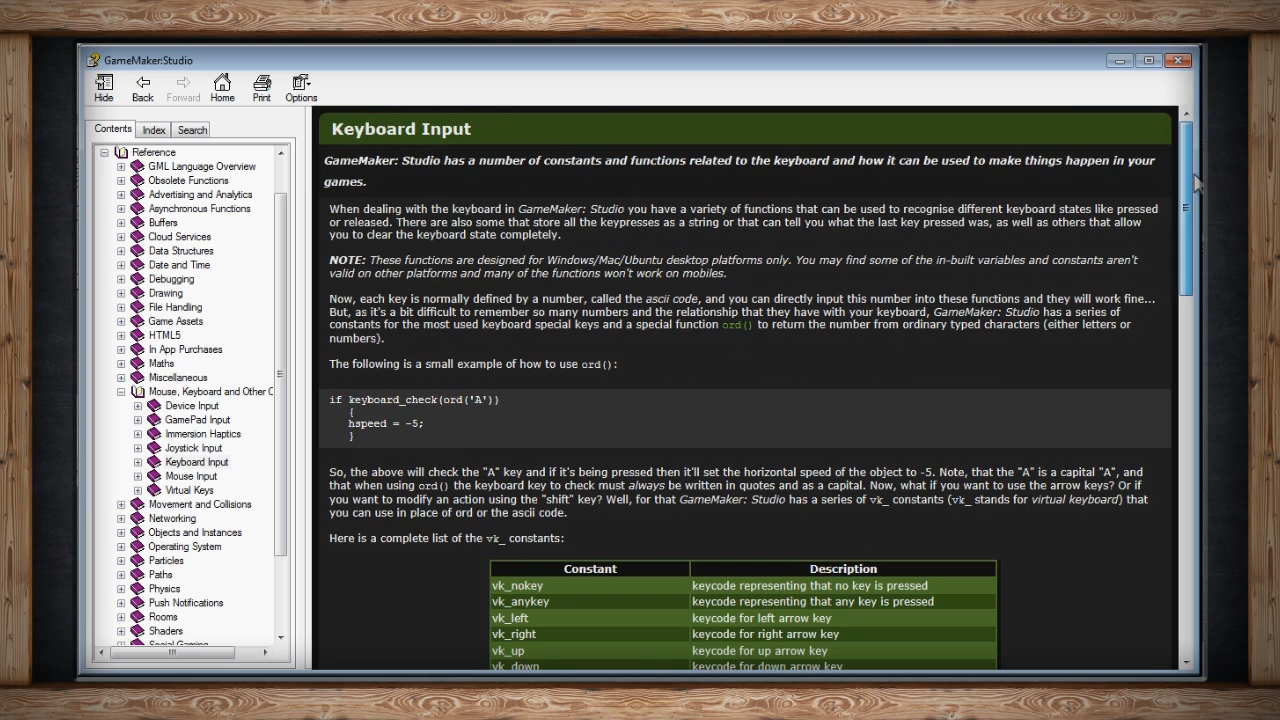 GameMaker:Studio
Hide Back Forward Home Print Options
Contents Index Search
Reference
GML Language Overview
Obsolete Functions
Advertising and Analytics
Asynchronous Functions
Buffers
Cloud Services
Data Structures
Date and Time
Debugging
Drawing
File Handling
Game Assets
HTML5
In App Purchases
Maths
Miscellaneous
Mouse, Keyboard and Other C
Device Input
GamePad Input
Immersion Haptics
Joystick Input
Keyboard Input
Mouse Input
Virtual Keys
Movement and Collisions
Networking
Objects and Instances
Operating System
Particles
Paths
Physics
Push Notifications
Rooms
Shaders
Social Gaming
Keyboard Input
GameMaker: Studio has a number of constants and functions related to the keyboard and how it can be used to make things happen in your
games.
When dealing with the keyboard in GameMaker: Studio you have a variety of functions that can be used to recognise different keyboard states like pressed
or released. There are also some that store all the keypresses as a string or that can tell you what the last key pressed was, as well as others that allow
you to clear the keyboard state completely.
NOTE: These functions are designed for Windows/Mac/Ubuntu desktop platforms only. You may find some of the in-built variables and constants aren't
valid on other platforms and many of the functions won't work on mobiles.
Now, each key is normally defined by a number, called the ascii code, and you can directly input this number into these functions and they will work fine...
But, as it's a bit difficult to remember so many numbers and the relationship that they have with your keyboard, GameMaker: Studio has a series of
constants for the most used keyboard special keys and a special function ord() to return the number from ordinary typed characters (either letters or
numbers).
The following is a small example of how to use ord():
if keyboard_check(ord('A'))
{
hspeed = -5;
}
So, the above will check the "A" key and if it's being pressed then it'll set the horizontal speed of the object to -5. Note, that the "A" is a capital "A", and
that when using ord() the keyboard key to check must always be written in quotes and as a capital. Now, what if you want to use the arrow keys? Or if
you want to modify an action using the "shift" key? Well, for that GameMaker: Studio has a series of vk_ constants (vk_ stands for virtual keyboard) that
you can use in place of ord or the ascii code.
Here is a complete list of the vk_ constants:
Constant Description
vk_nokey keycode representing that no key is pressed
vk_anykey keycode representing that any key is pressed
vk_left keycode for left arrow key
vk_right keycode for right arrow key
vk_up keycode for up arrow key
vk_down keycode for down arrow key